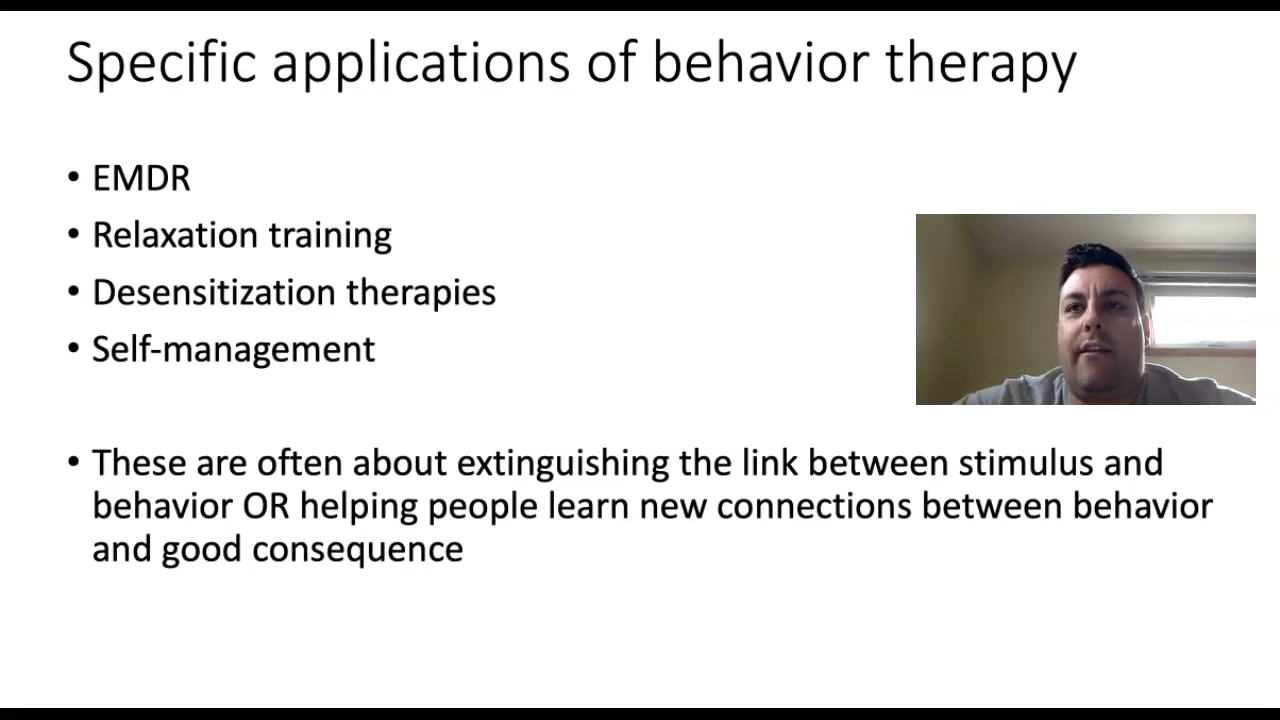 Specific applications of behavior therapy
• EMDR
• Relaxation training
• Desensitization therapies
• Self-management
• These are often about extinguishing the link between stimulus and
behavior OR helping people learn new connections between behavior
and good consequence